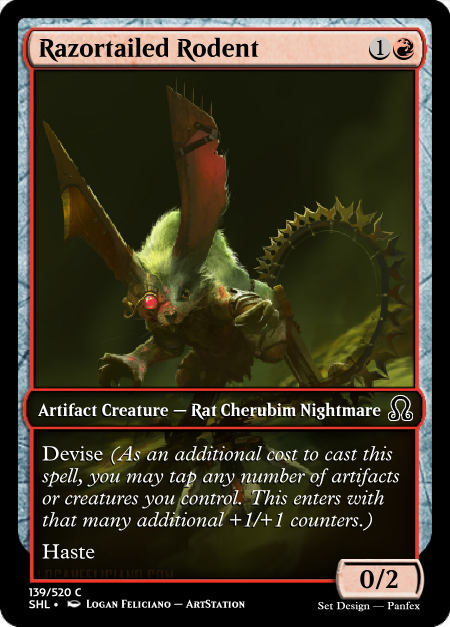 Razortailed Rodent 1
Artifact Creature — Rat Cherubim Nightmare
Devise (As an additional cost to cast this
spell, you may tap any number of artifacts
or creatures you control. This enters with
that many additional +1/+1 counters.)
Haste
LOGANFELICIANO.COM
0/2
139/520 C
SHL • Logan Feliciano — ArtStation
Set Design — Panfex